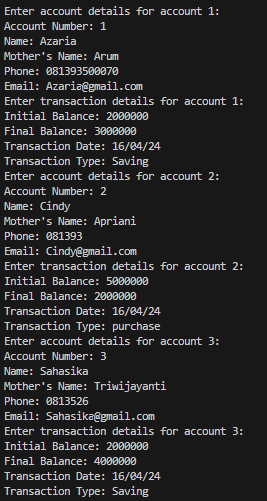 Enter account details for account 1:
Account Number: 1
Name: Azaria
Mother's Name: Arum
Phone: 081393500070
Email: Azaria@gmail.com
Enter transaction details for account 1:
Initial Balance: 2000000
Final Balance: 3000000
Transaction Date: 16/04/24
Transaction Type: Saving
Enter account details for account 2:
Account Number: 2
Name: Cindy
Mother's Name: Apriani
Phone: 081393
Email: Cindy@gmail.com
Enter transaction details for account 2:
Initial Balance: 5000000
Final Balance: 2000000
Transaction Date: 16/04/24
Transaction Type: purchase
Enter account details for account 3:
Account Number: 3
Name: Sahasika
Mother's Name: Triwijayanti
Phone: 0813526
Email: Sahasika@gmail.com
Enter transaction details for account 3:
Initial Balance: 2000000
Final Balance: 4000000
Transaction Date: 16/04/24
Transaction Type: Saving